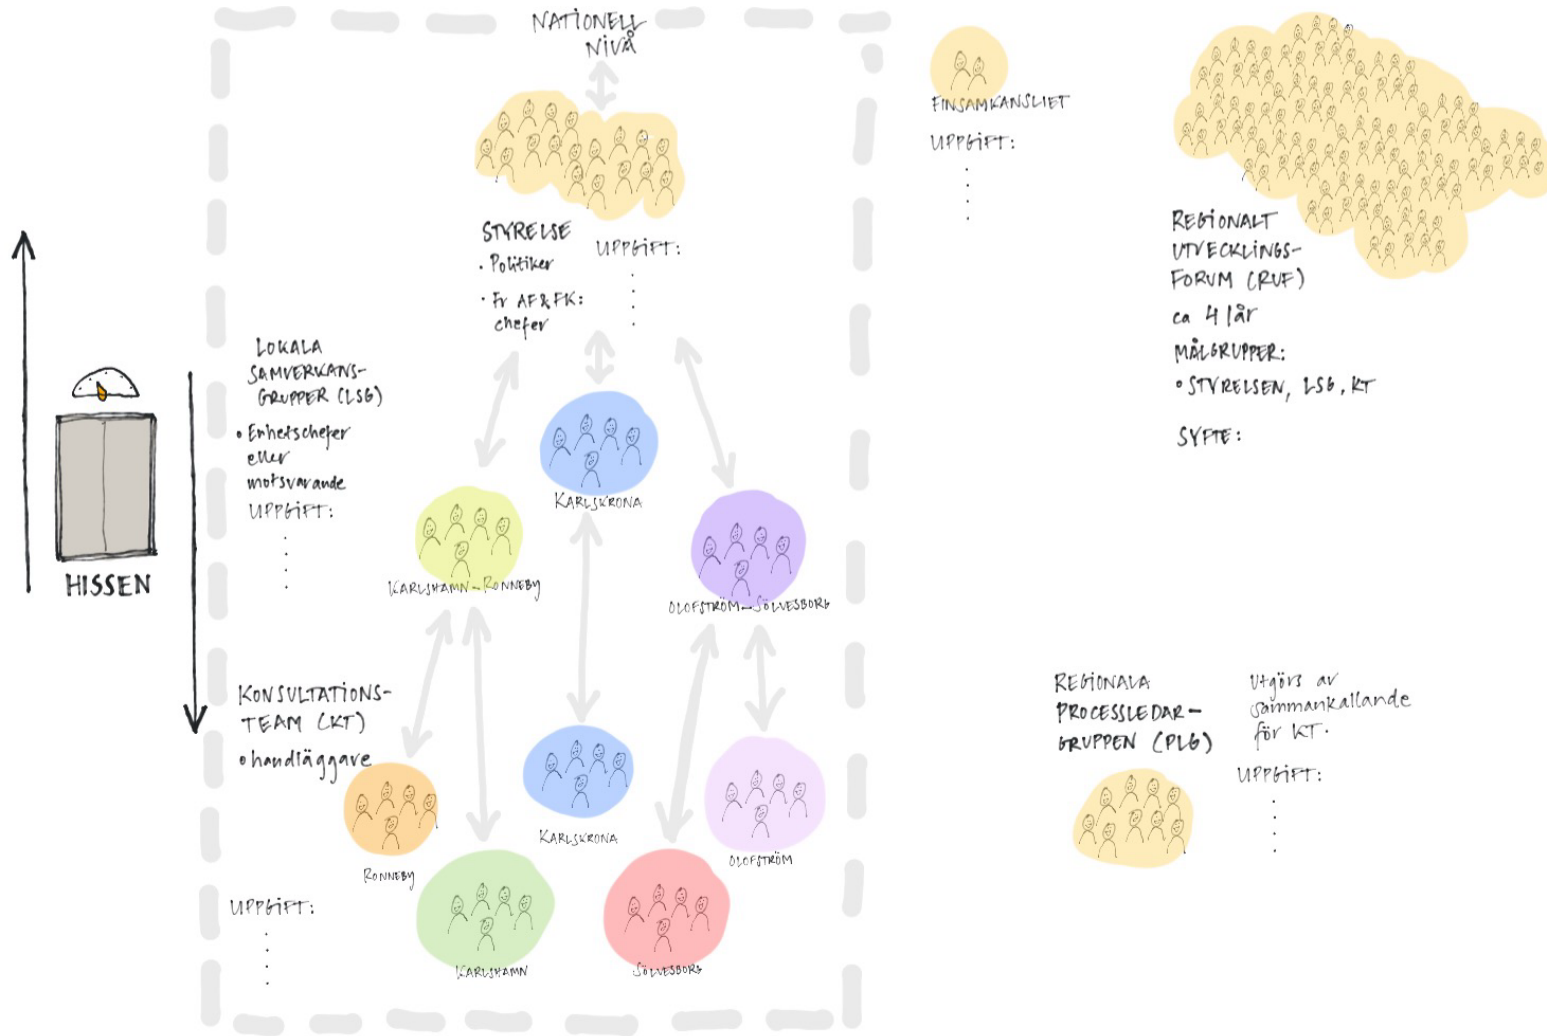 NATIONELL
NIVÅ
STYRELSE
• Politiker
• Fr AF&FK:
chefer
UPPGIFT:
LOKALA
SAMVERKANS-
GRUPPER (LSG)
• Enhetschefer
eller
motsvarande
UPPGIFT:
HISSEN
KARLSKRONA
KARLSHAMN-RONNEBY
OLOFSTRÖM-SÖLVESBORG
KONSULTATIONS-
TEAM (KT)
• handläggare
UPPGIFT:
RONNEBY
KARLSHAMN
KARLSKRONA
SÖLVESBORG
OLOFSTRÖM
FINSAMKANSLIET
UPPGIFT:
REGIONALT
UTVECKLINGS-
FORUM (RUF)
ca 4/år
MÅLGRUPPER:
• STYRELSEN, LSG, KT
SYFTE:
REGIONALA
PROCESSLEDAR-
GRUPPEN (PLG)
Utgörs av
sammankallande
för KT.
UPPGIFT: